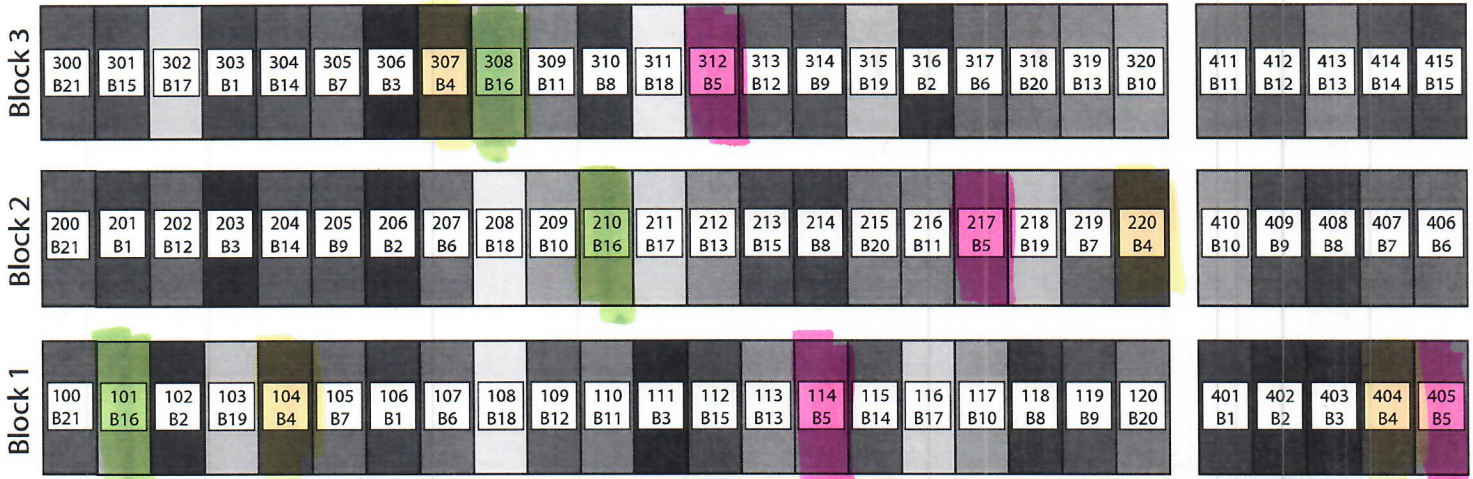 Block 3
300 301 302 303 304 305 306 307 308 309 310 311 312 313 314 315 316 317 318 319 320 411 412 413 414 415
B21 B15 B17 B1 B14 B7 B3 B4 B16 B11 B8 B18 B5 B12 B9 B19 B2 B6 B20 B13 B10 B11 B12 B13 B14 B15
Block 2
200 201 202 203 204 205 206 207 208 209 210 211 212 213 214 215 216 217 218 219 220 410 409 408 407 406
B21 B1 B12 B3 B14 B9 B2 B6 B18 B10 B16 B17 B13 B15 B8 B20 B11 B5 B19 B7 B4 B10 B9 B8 B7 B6
Block 1
100 101 102 103 104 105 106 107 108 109 110 111 112 113 114 115 116 117 118 119 120 401 402 403 404 405
B21 B16 B2 B19 B4 B7 B1 B6 B18 B12 B11 B3 B15 B13 B5 B14 B17 B10 B8 B9 B20 B1 B2 B3 B4 B5